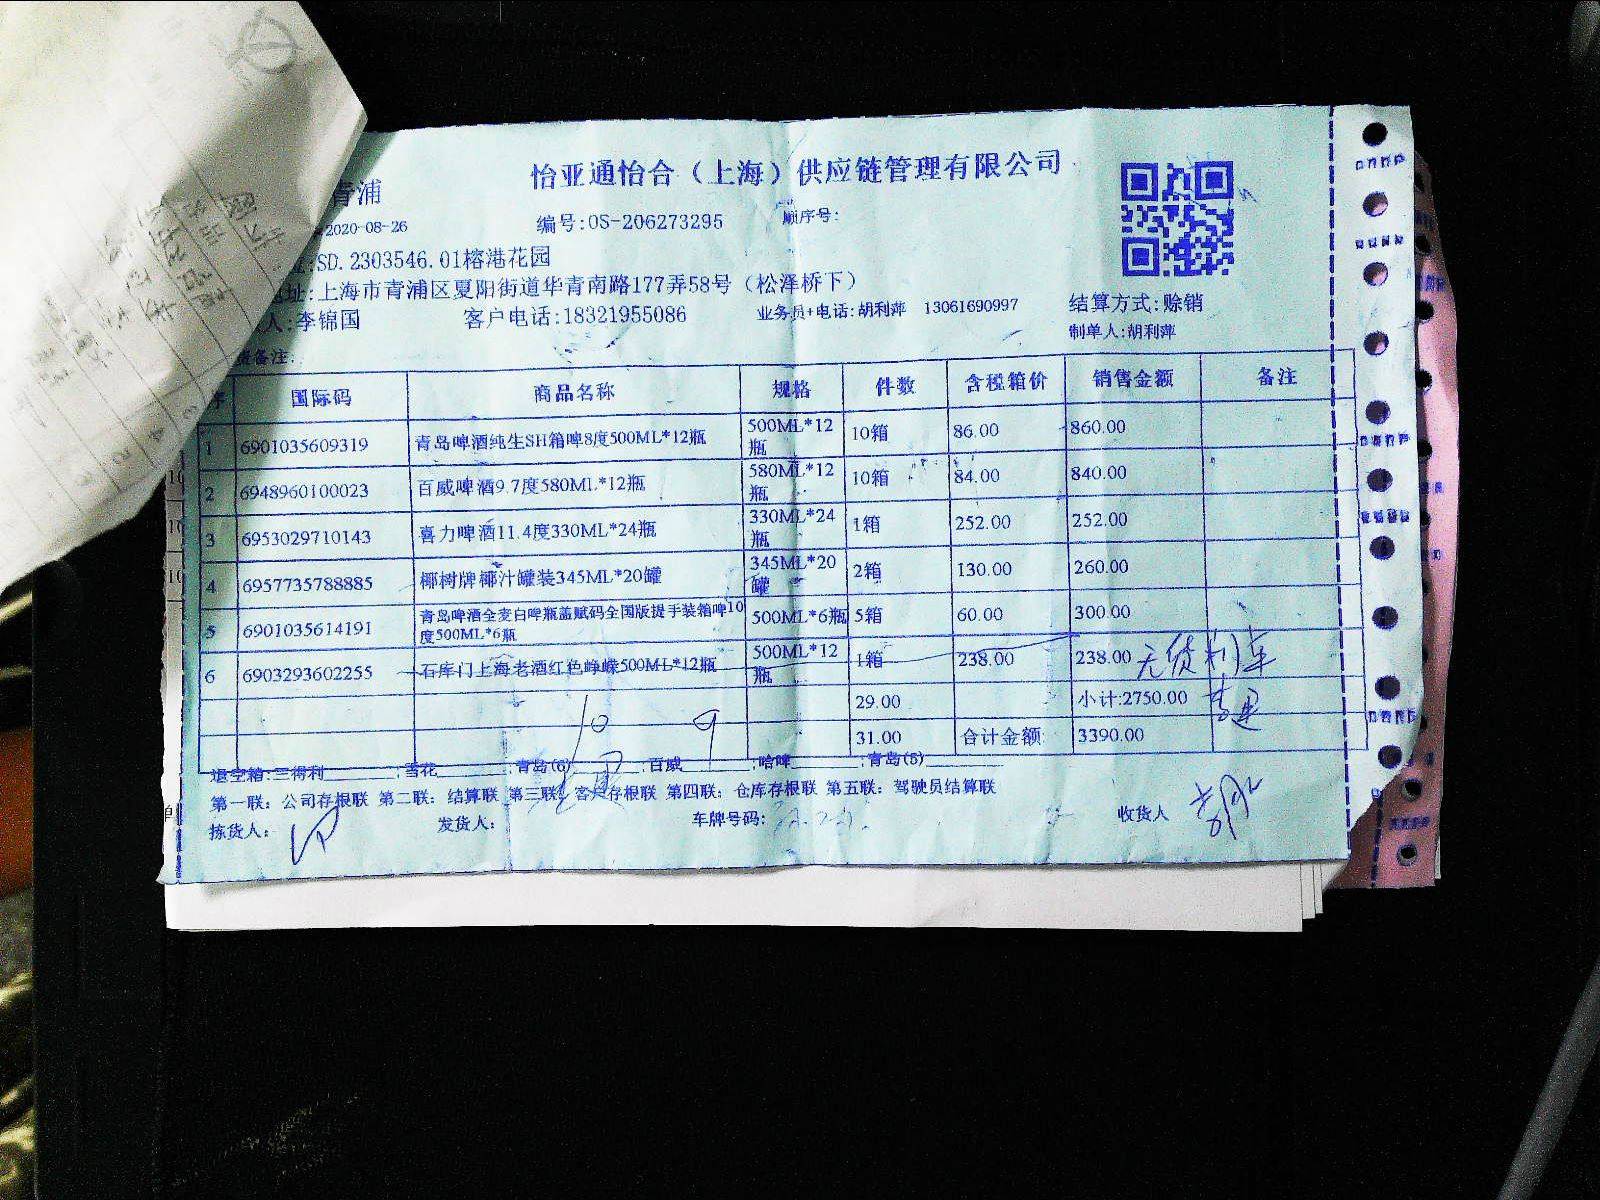 怡亚通怡合（上海）供应链管理有限公司
青浦
2020-08-26 编号:OS-206273295 顺序号:
SD.2303546.01榕港花园
地址:上海市青浦区夏阳街道华青南路177弄58号（松泽桥下）
人:李锦国 客户电话:18321955086 业务员+电话:胡利萍 13061690997 结算方式:赊销
制单人:胡利萍
备注:
序 国际码 商品名称 规格 件数 含税箱价 销售金额 备注
1 6901035609319 青岛啤酒纯生SH箱啤8度500ML*12瓶 500ML*12瓶 10箱 86.00 860.00
2 6948960100023 百威啤酒9.7度580ML*12瓶 580ML*12瓶 10箱 84.00 840.00
3 6953029710143 喜力啤酒11.4度330ML*24瓶 330ML*24瓶 1箱 252.00 252.00
4 6957735788885 椰树牌椰汁罐装345ML*20罐 345ML*20罐 2箱 130.00 260.00
5 6901035614191 青岛啤酒全麦白啤瓶盖赋码全国版提手装箱啤10度500ML*6瓶 500ML*6瓶 5箱 60.00 300.00
6 6903293602255 石库门上海老酒红色峥嵘500ML*12瓶 500ML*12瓶 1箱 238.00 238.00 无货
29.00 小计:2750.00
31.00 合计金额: 3390.00
10 9
退空箱:三得利 ;雪花 ;青岛(6) ;百威 ;哈啤 ;青岛(5)
第一联：公司存根联 第二联：结算联 第三联：客户存根联 第四联：仓库存根联 第五联：驾驶员结算联
拣货人： 发货人： 车牌号码： 收货人